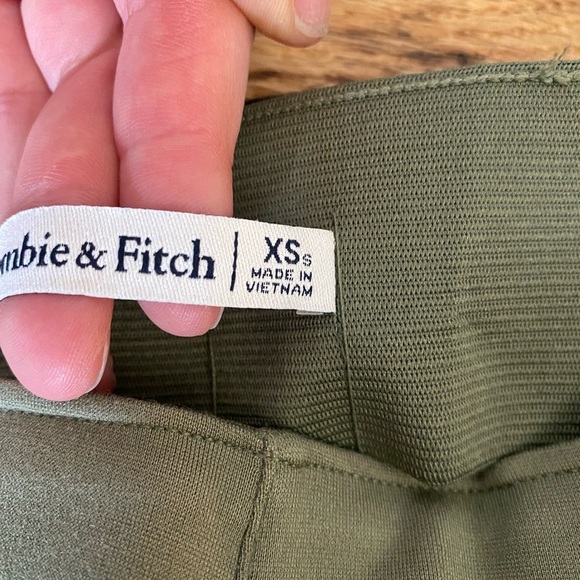 mbie & Fitch
XS S
MADE IN
VIETNAM